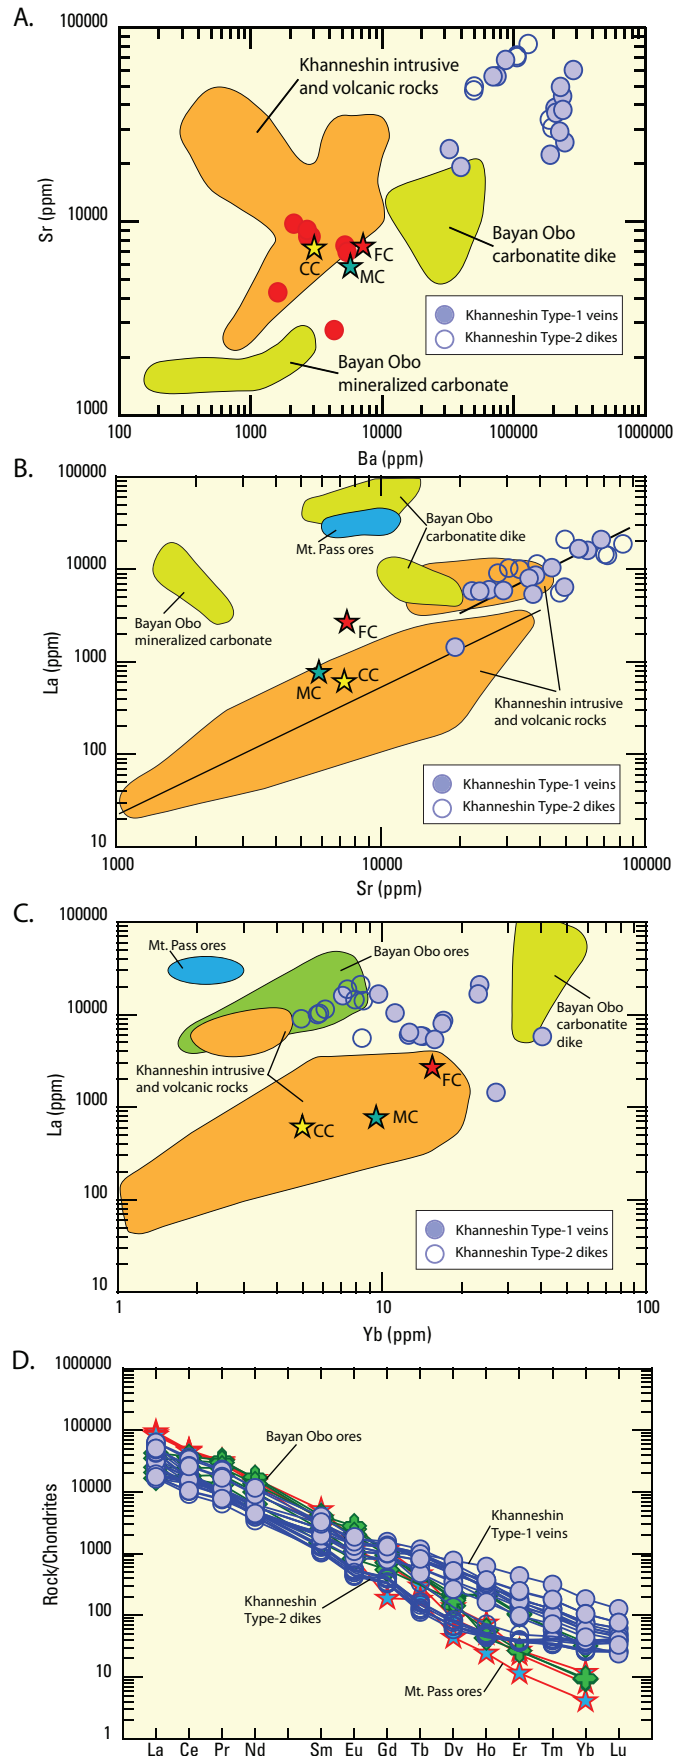 A.
100000
Khanneshin intrusive
and volcanic rocks
Sr (ppm)
10000
CC
FC
MC
Bayan Obo
carbonatite dike
Khanneshin Type-1 veins
Khanneshin Type-2 dikes
Bayan Obo
mineralized carbonate
1000
100
1000
10000
100000
1000000
Ba (ppm)
B.
100000
Bayan Obo
carbonatite dike
Mt. Pass ores
10000
Bayan Obo
mineralized carbonate
FC
La (ppm)
1000
MC
CC
Khanneshin intrusive
and volcanic rocks
100
Khanneshin Type-1 veins
Khanneshin Type-2 dikes
10
1000
10000
100000
Sr (ppm)
C.
100000
Mt. Pass ores
Bayan Obo ores
10000
Bayan Obo
carbonatite
dike
Khanneshin intrusive
and volcanic rocks
La (ppm)
1000
FC
CC
MC
100
Khanneshin Type-1 veins
Khanneshin Type-2 dikes
10
1
10
100
Yb (ppm)
D.
1000000
100000
Bayan Obo ores
10000
Rock/Chondrites
1000
Khanneshin
Type-1 veins
Khanneshin
Type-2 dikes
100
10
Mt. Pass ores
1
La Ce Pr Nd Sm Eu Gd Tb Dv Ho Er Tm Yb Lu